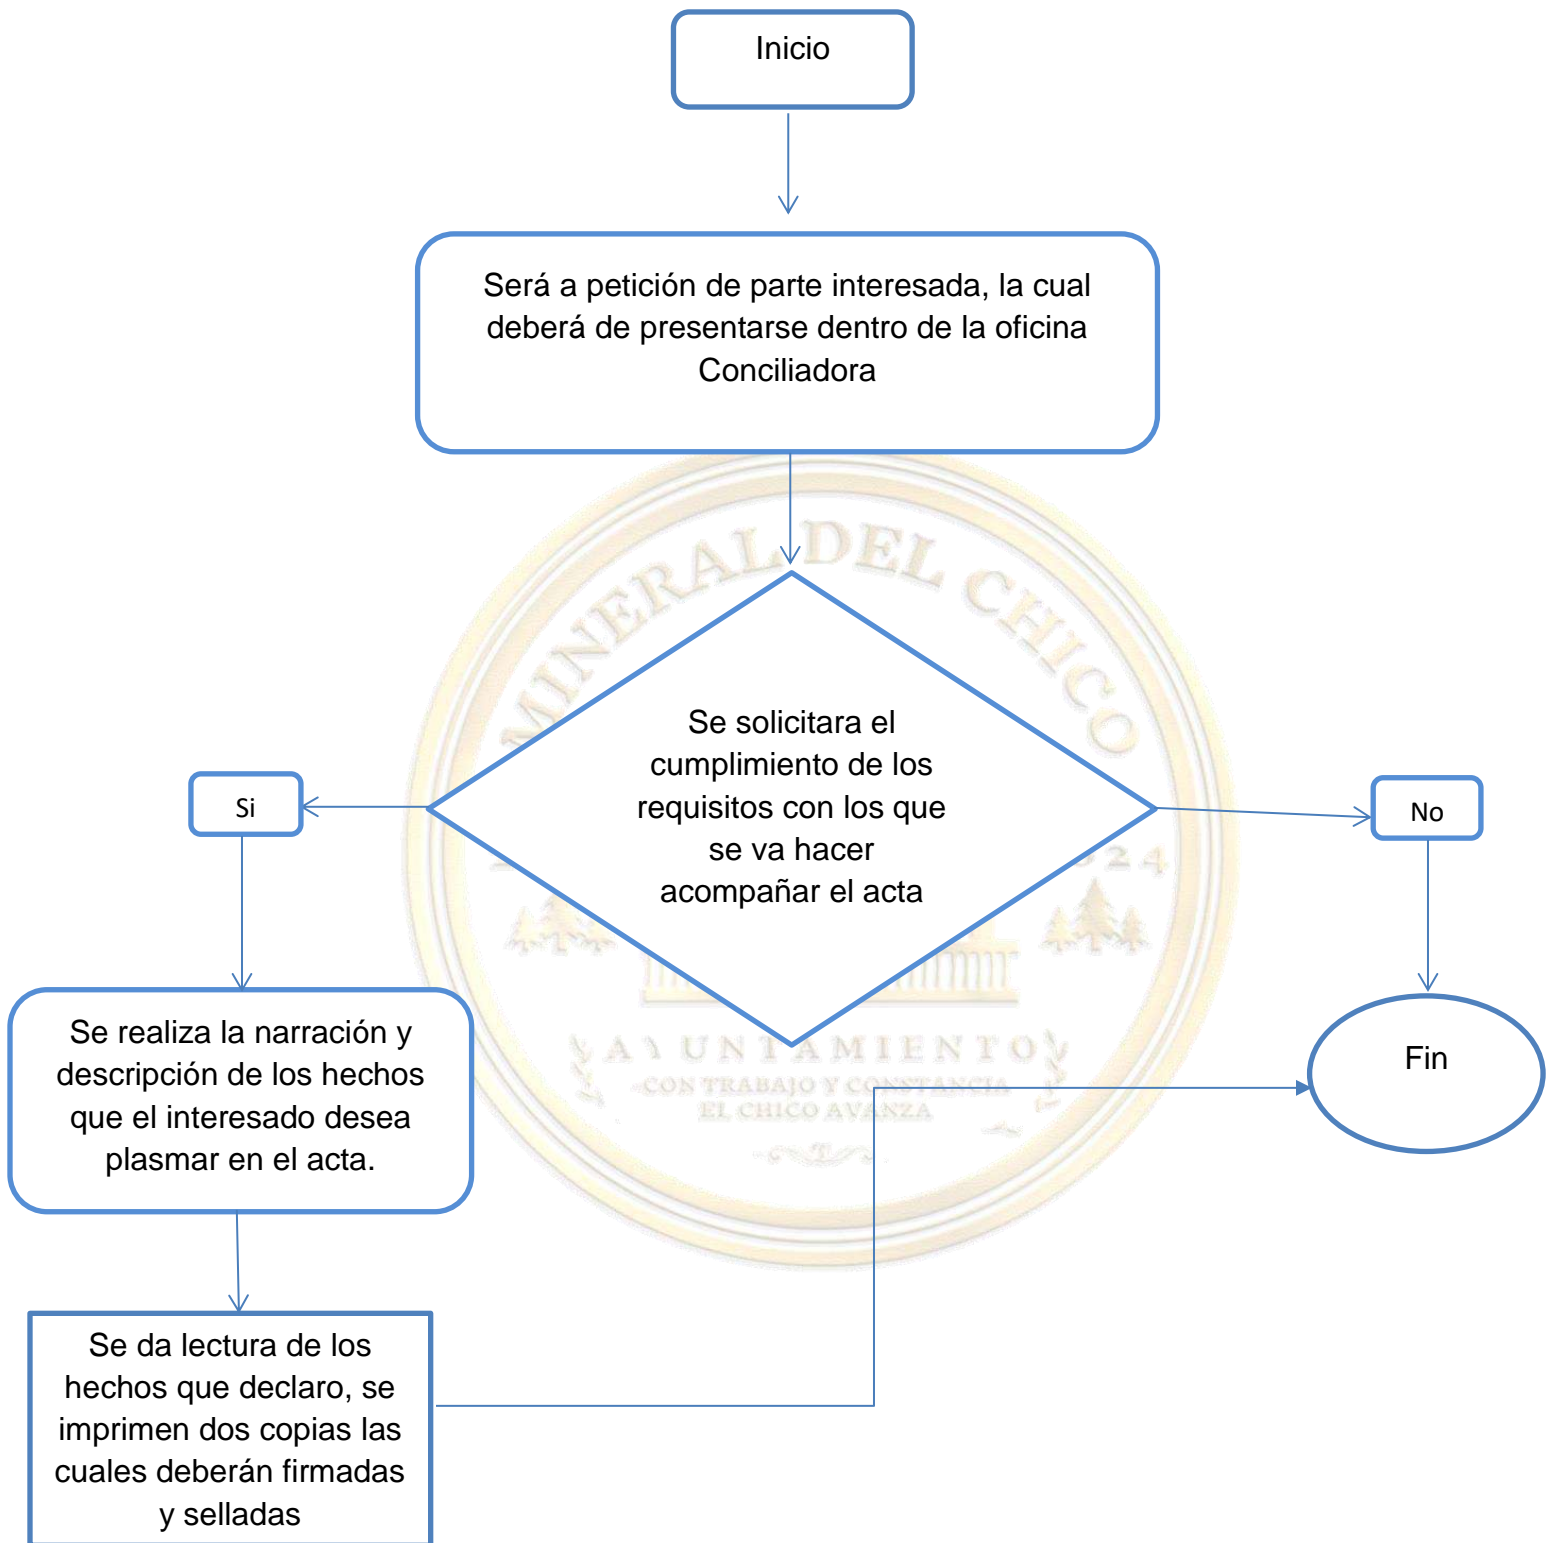 Inicio
Será a petición de parte interesada, la cual
deberá de presentarse dentro de la oficina
Conciliadora
MINERAL DEL CHICO
Se solicitara el
cumplimiento de los
requisitos con los que
se va hacer
acompañar el acta
Si
No
24
Se realiza la narración y
descripción de los hechos
que el interesado desea
plasmar en el acta.
Fin
AYUNTAMIENTO
CON TRABAJO Y CONSTANCIA
EL CHICO AVANZA
Se da lectura de los
hechos que declaro, se
imprimen dos copias las
cuales deberán firmadas
y selladas